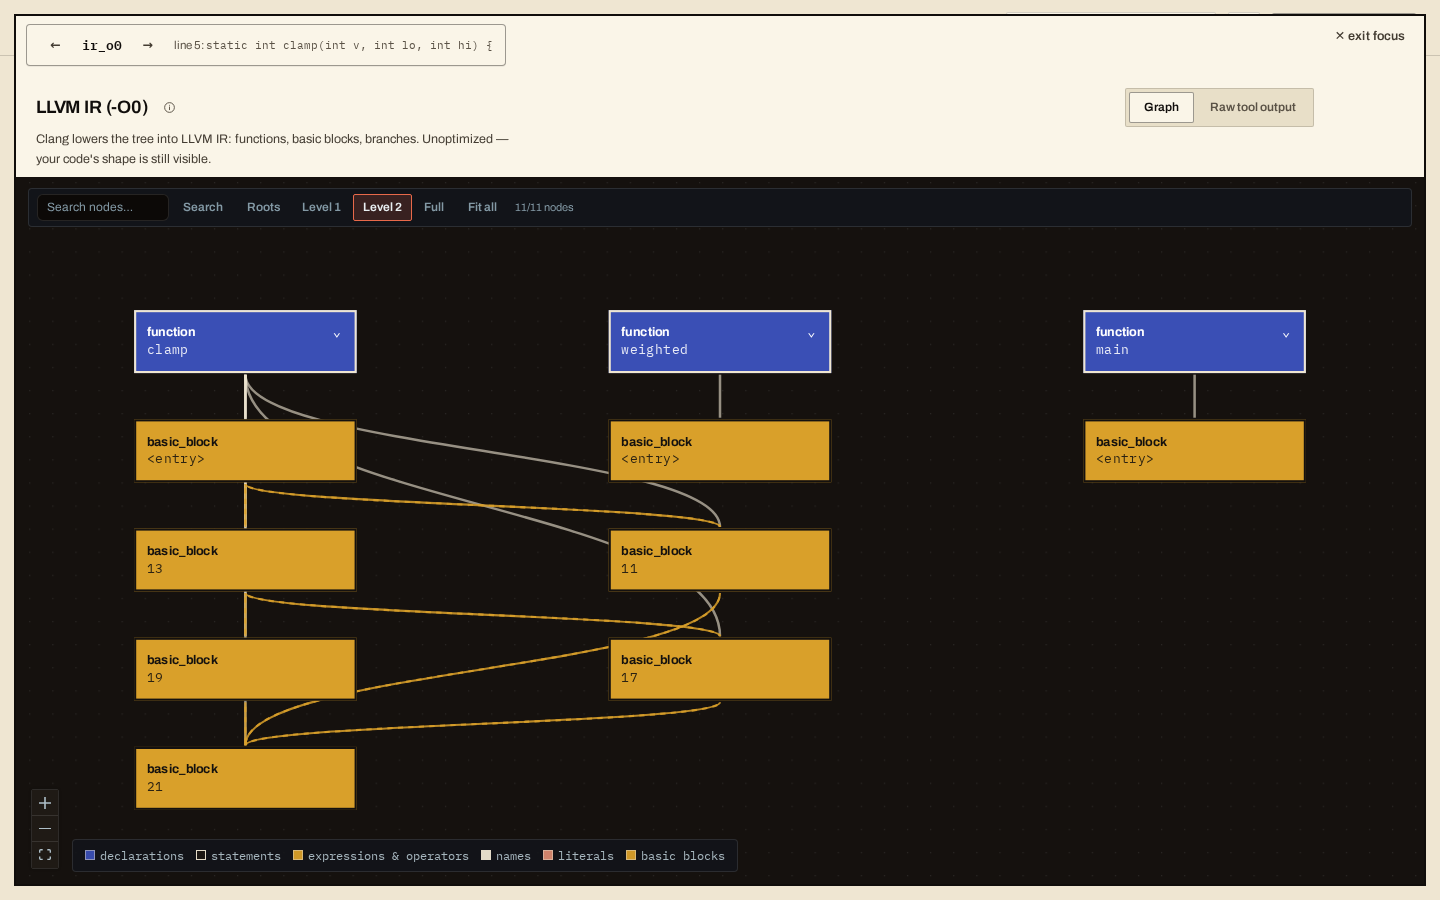 ← ir_o0 → line 5: static int clamp(int v, int lo, int hi) {
× exit focus
LLVM IR (-O0)
Graph
Raw tool output
Clang lowers the tree into LLVM IR: functions, basic blocks, branches. Unoptimized —
your code's shape is still visible.
Search nodes...
Search
Roots
Level 1
Level 2
Full
Fit all
11/11 nodes
function
clamp
function
weighted
function
main
basic_block
<entry>
basic_block
<entry>
basic_block
<entry>
basic_block
13
basic_block
11
basic_block
19
basic_block
17
basic_block
21
declarations
statements
expressions & operators
names
literals
basic blocks